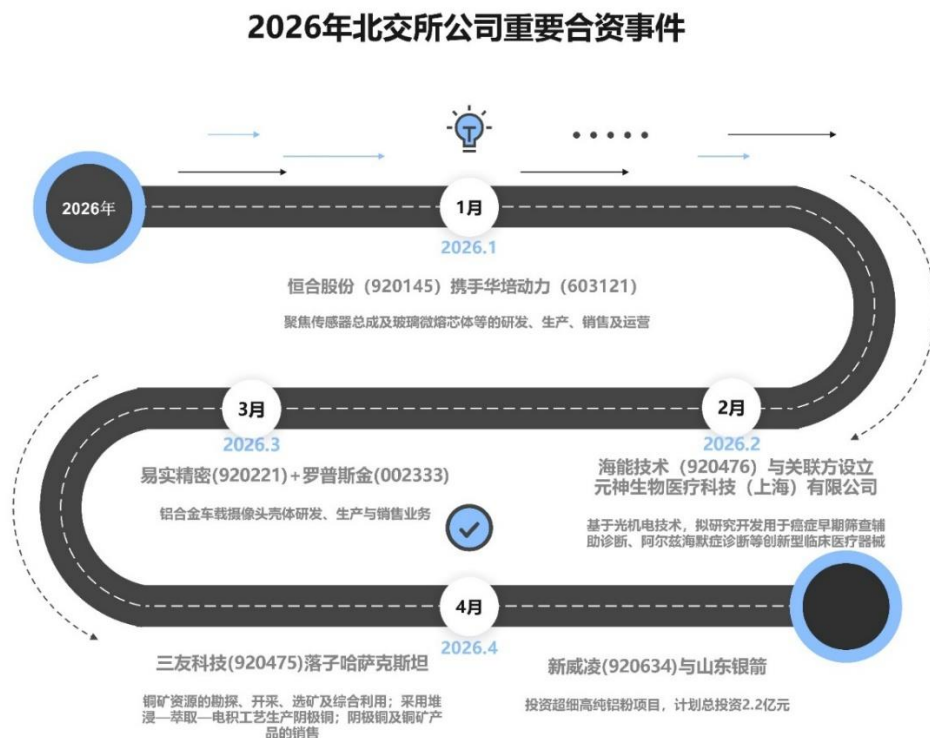 2026年北交所公司重要合资事件
2026年
1月
2026.1
恒合股份（920145）携手华培动力（603121）
聚焦传感器总成及玻璃微熔芯体等的研发、生产、销售及运营
2月
2026.2
海能技术（920476）与关联方设立
元神生物医疗科技（上海）有限公司
基于光机电技术，拟研究开发用于癌症早期筛查辅
助诊断、阿尔兹海默症诊断等创新型临床医疗器械
3月
2026.3
易实精密(920221)+罗普斯金(002333)
铝合金车载摄像头壳体研发、生产与销售业务
4月
2026.4
三友科技(920475)落子哈萨克斯坦
铜矿资源的勘探、开采、选矿及综合利用；采用堆
浸—萃取—电积工艺生产阴极铜；阴极铜及铜矿产
品的销售
新威凌(920634)与山东银箭
投资超细高纯铝粉项目，计划总投资2.2亿元